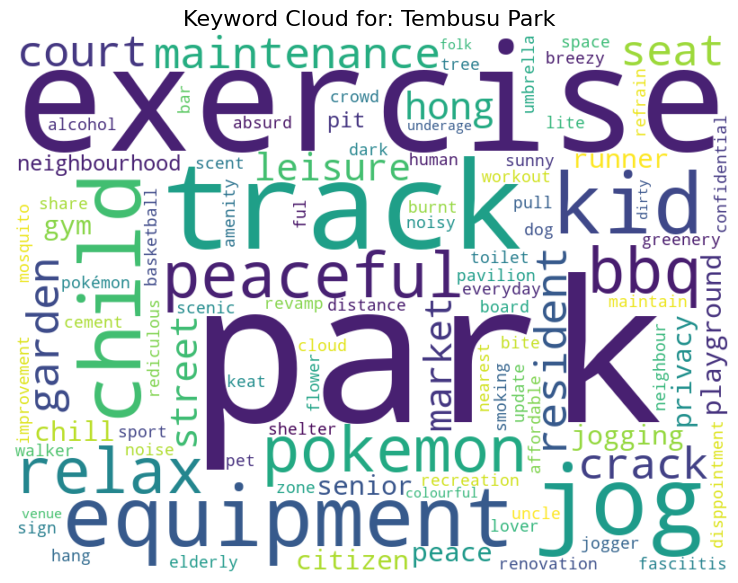 Keyword Cloud for: Tembusu Park
court
maintenance
folk
tree
umbrella
space
breezy
seat
exercise
alcohol
bar
absurd
crowd
pit
hong
underage
lite
refrain
neighbourhood
scent
dark
leisure
human
sunny
runner
confidential
mosquito
share
gym
child
basketball
track
amenity
ful
burnt
noisy
workout
pull
dog
kid
dirty
greenery
pokémon
garden
cement
peaceful
scenic
revamp
distance
toilet
pavilion
everyday
board
bbq
maintain
playground
improvement
rediculous
street
park
cloud
keat
flower
market
nearest
bite
update
affordable
smoking
resident
neighbour
privacy
chill
sport
shelter
walker
noise
pokemon
jogging
disppointment
relax
pet
zone
senior
colourful
recreation
crack
venue
sign
equipment
uncle
lover
jog
hang
elderly
citizen
peace
jogger
renovation
fasciitis